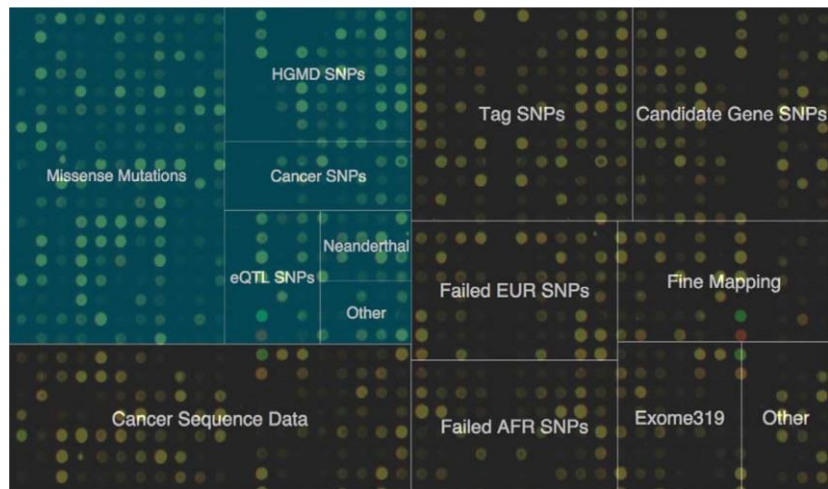 HGMD SNPs
Tag SNPs
Candidate Gene SNPs
Missense Mutations
Cancer SNPs
Neanderthal
eQTL SNPs
Failed EUR SNPs
Fine Mapping
Other
Cancer Sequence Data
Failed AFR SNPs
Exome319
Other